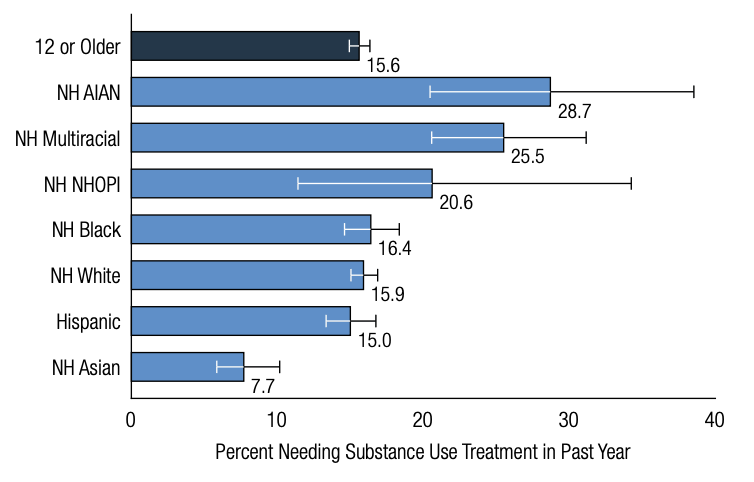 12 or Older
15.6
NH AIAN
28.7
NH Multiracial
25.5
NH NHOPI
20.6
NH Black
16.4
NH White
15.9
Hispanic
15.0
NH Asian
7.7
0 10 20 30 40
Percent Needing Substance Use Treatment in Past Year